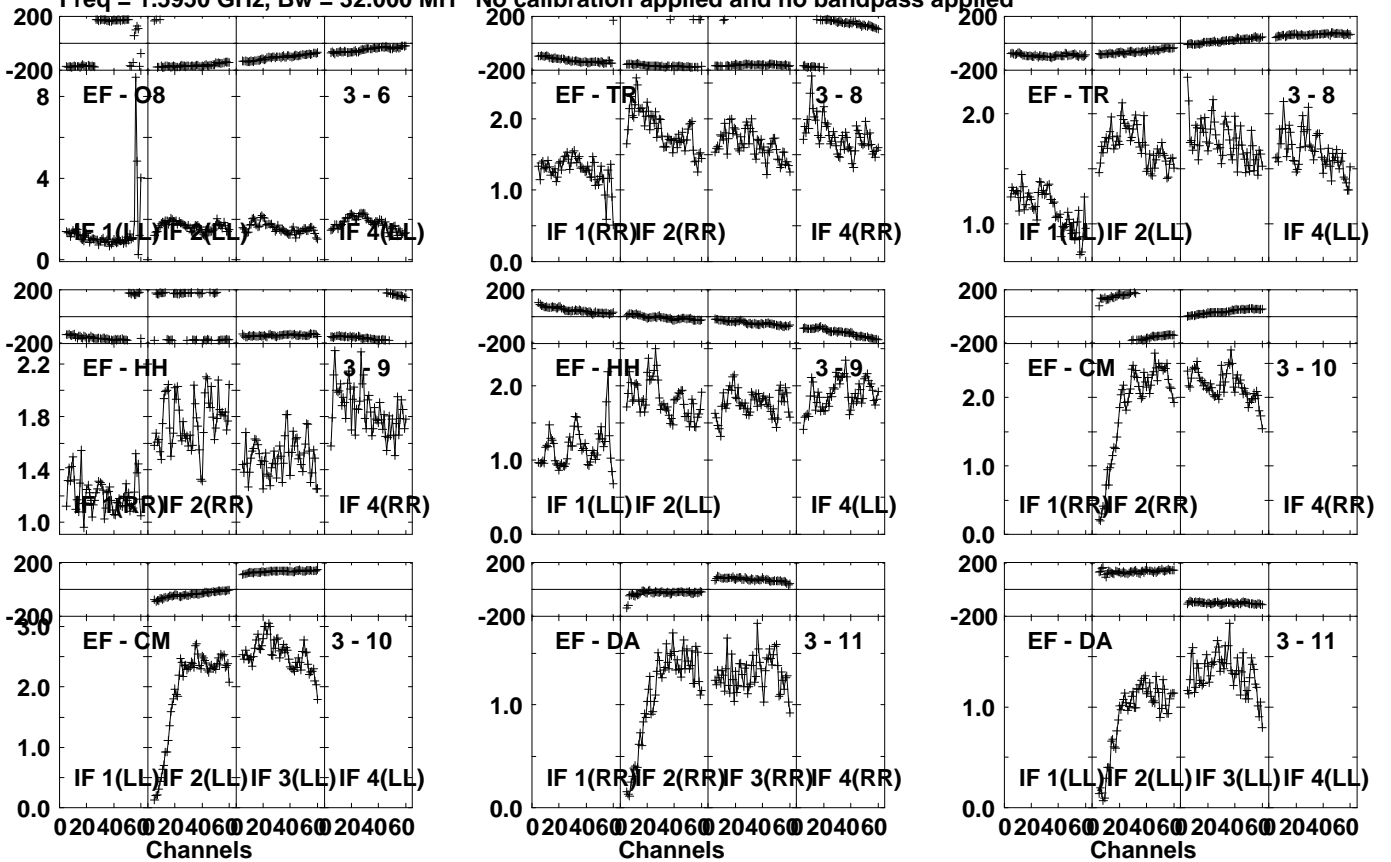 Freq = 1.5950 GHz, Bw = 32.000 MH No calibration applied and no bandpass applied
200
-200
EF - O8
3 - 6
8
4
0
IF 1(LL) IF 2(LL) IF 4(LL)
200
-200
EF - TR
3 - 8
2.0
1.0
0.0
IF 1(RR) IF 2(RR) IF 4(RR)
200
-200
EF - TR
3 - 8
2.0
1.0
IF 1(LL) IF 2(LL) IF 4(LL)
200
-200
EF - HH
3 - 9
2.2
1.8
1.4
1.0
IF 1(RR) IF 2(RR) IF 4(RR)
200
-200
EF - HH
3 - 9
2.0
1.0
0.0
IF 1(LL) IF 2(LL) IF 4(LL)
200
-200
EF - CM
3 - 10
2.0
1.0
0.0
IF 1(RR) IF 2(RR) IF 4(RR)
200
-200
EF - CM
3 - 10
3.0
2.0
1.0
0.0
IF 1(LL) IF 2(LL) IF 3(LL) IF 4(LL)
0 20 40 60 0 20 40 60 0 20 40 60 0 20 40 60
Channels
200
-200
EF - DA
3 - 11
1.0
0.0
IF 1(RR) IF 2(RR) IF 3(RR) IF 4(RR)
0 20 40 60 0 20 40 60 0 20 40 60 0 20 40 60
Channels
200
-200
EF - DA
3 - 11
1.0
0.0
IF 1(LL) IF 2(LL) IF 3(LL) IF 4(LL)
0 20 40 60 0 20 40 60 0 20 40 60 0 20 40 60
Channels